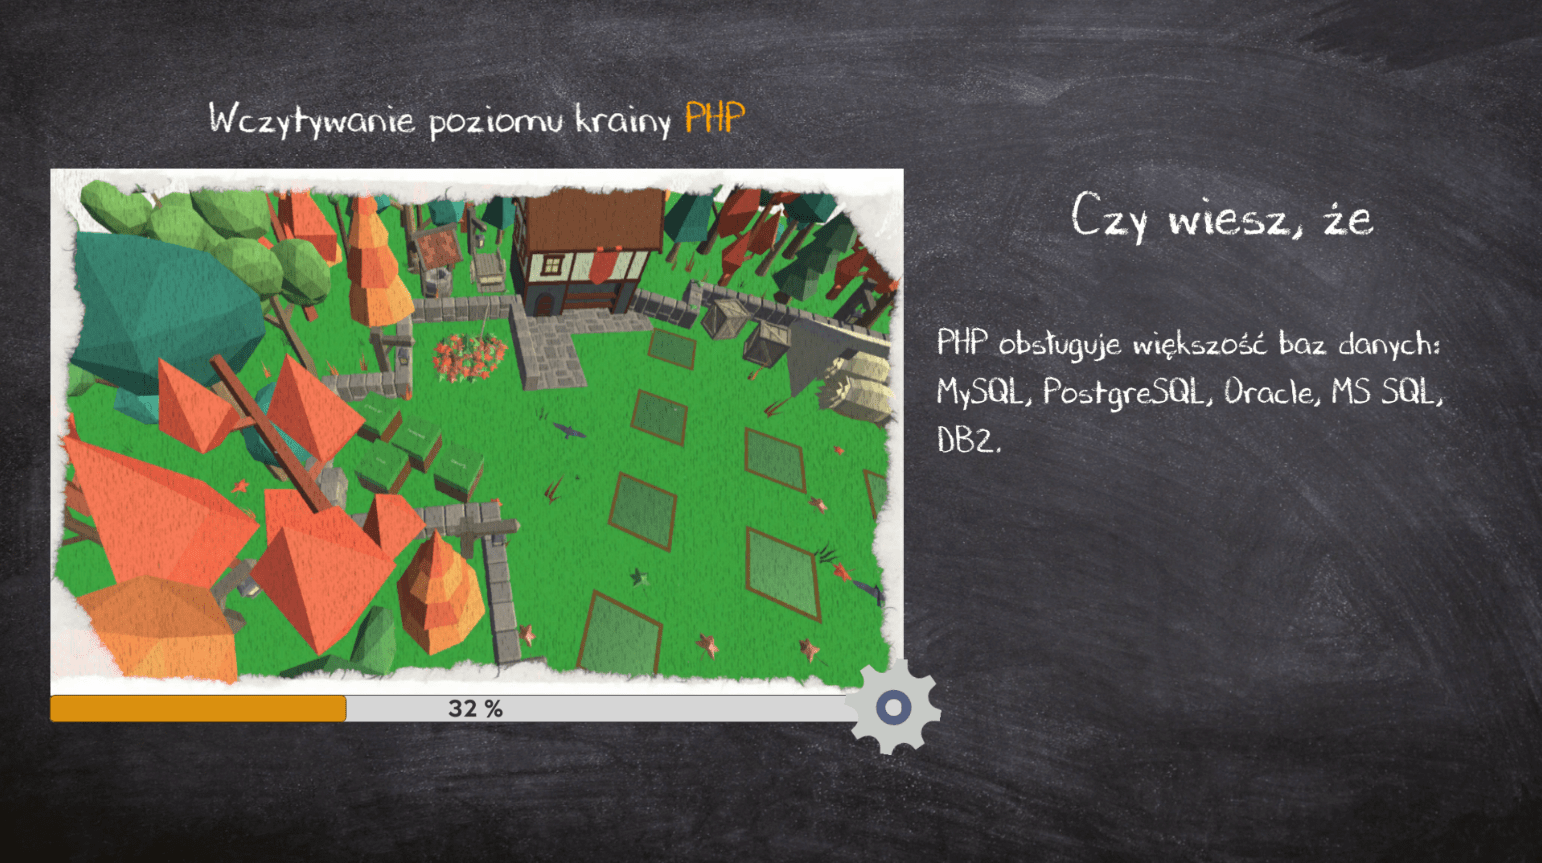 Wczytywanie poziomu krainy PHP
Czy wiesz, że
PHP obsługuje większość baz danych:
MySQL, PostgreSQL, Oracle, MS SQL,
DB2.
32 %